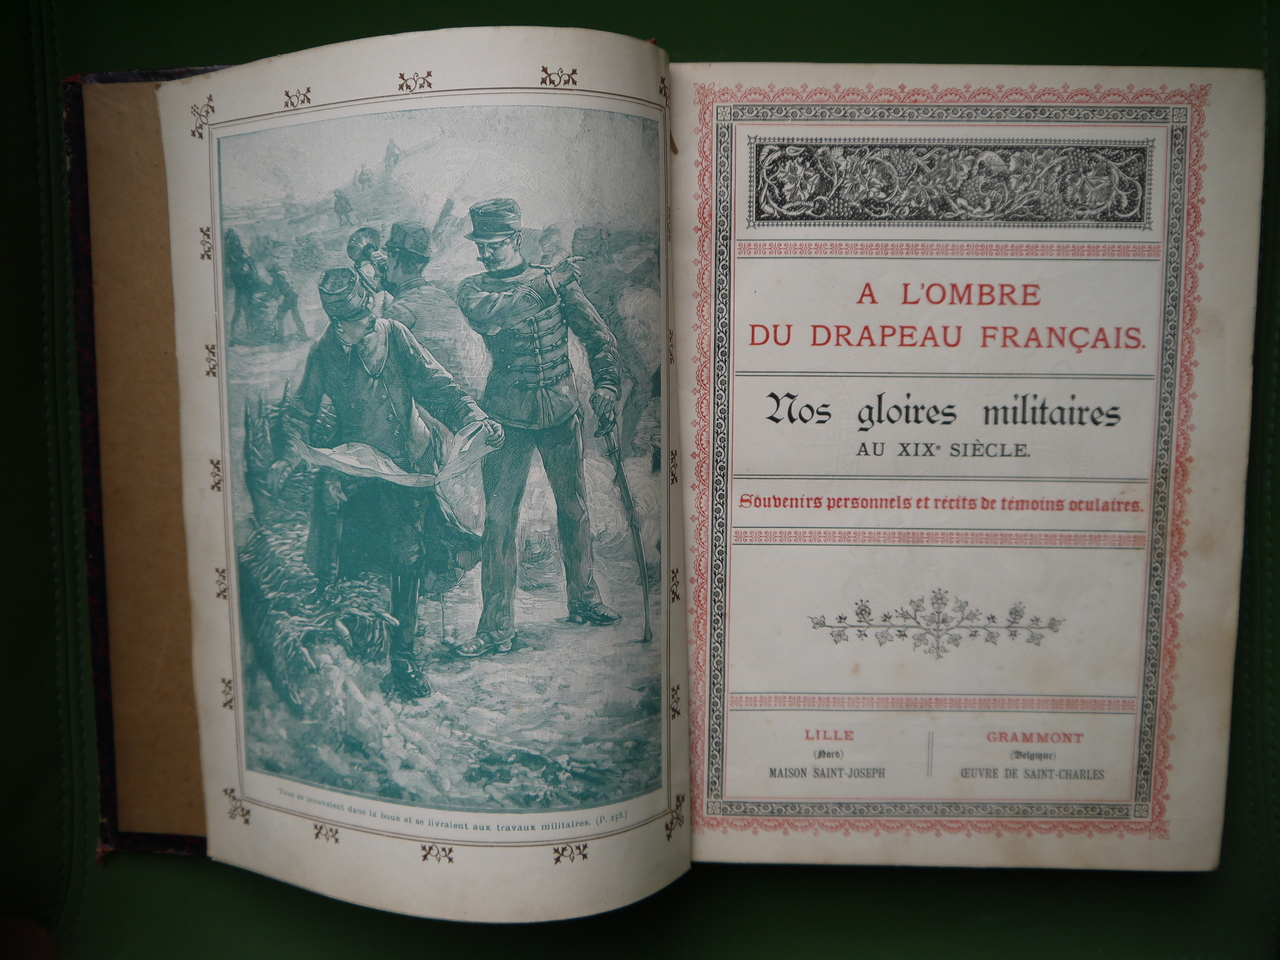 Tous se mouvaient dans la boue et se livraient aux travaux militaires. (P. 258.)
A L'OMBRE
DU DRAPEAU FRANÇAIS.
Nos gloires militaires
AU XIXe SIÈCLE.
Souvenirs personnels et récits de témoins oculaires.
LILLE
(Nord)
MAISON SAINT-JOSEPH
GRAMMONT
(Belgique)
ŒUVRE DE SAINT-CHARLES